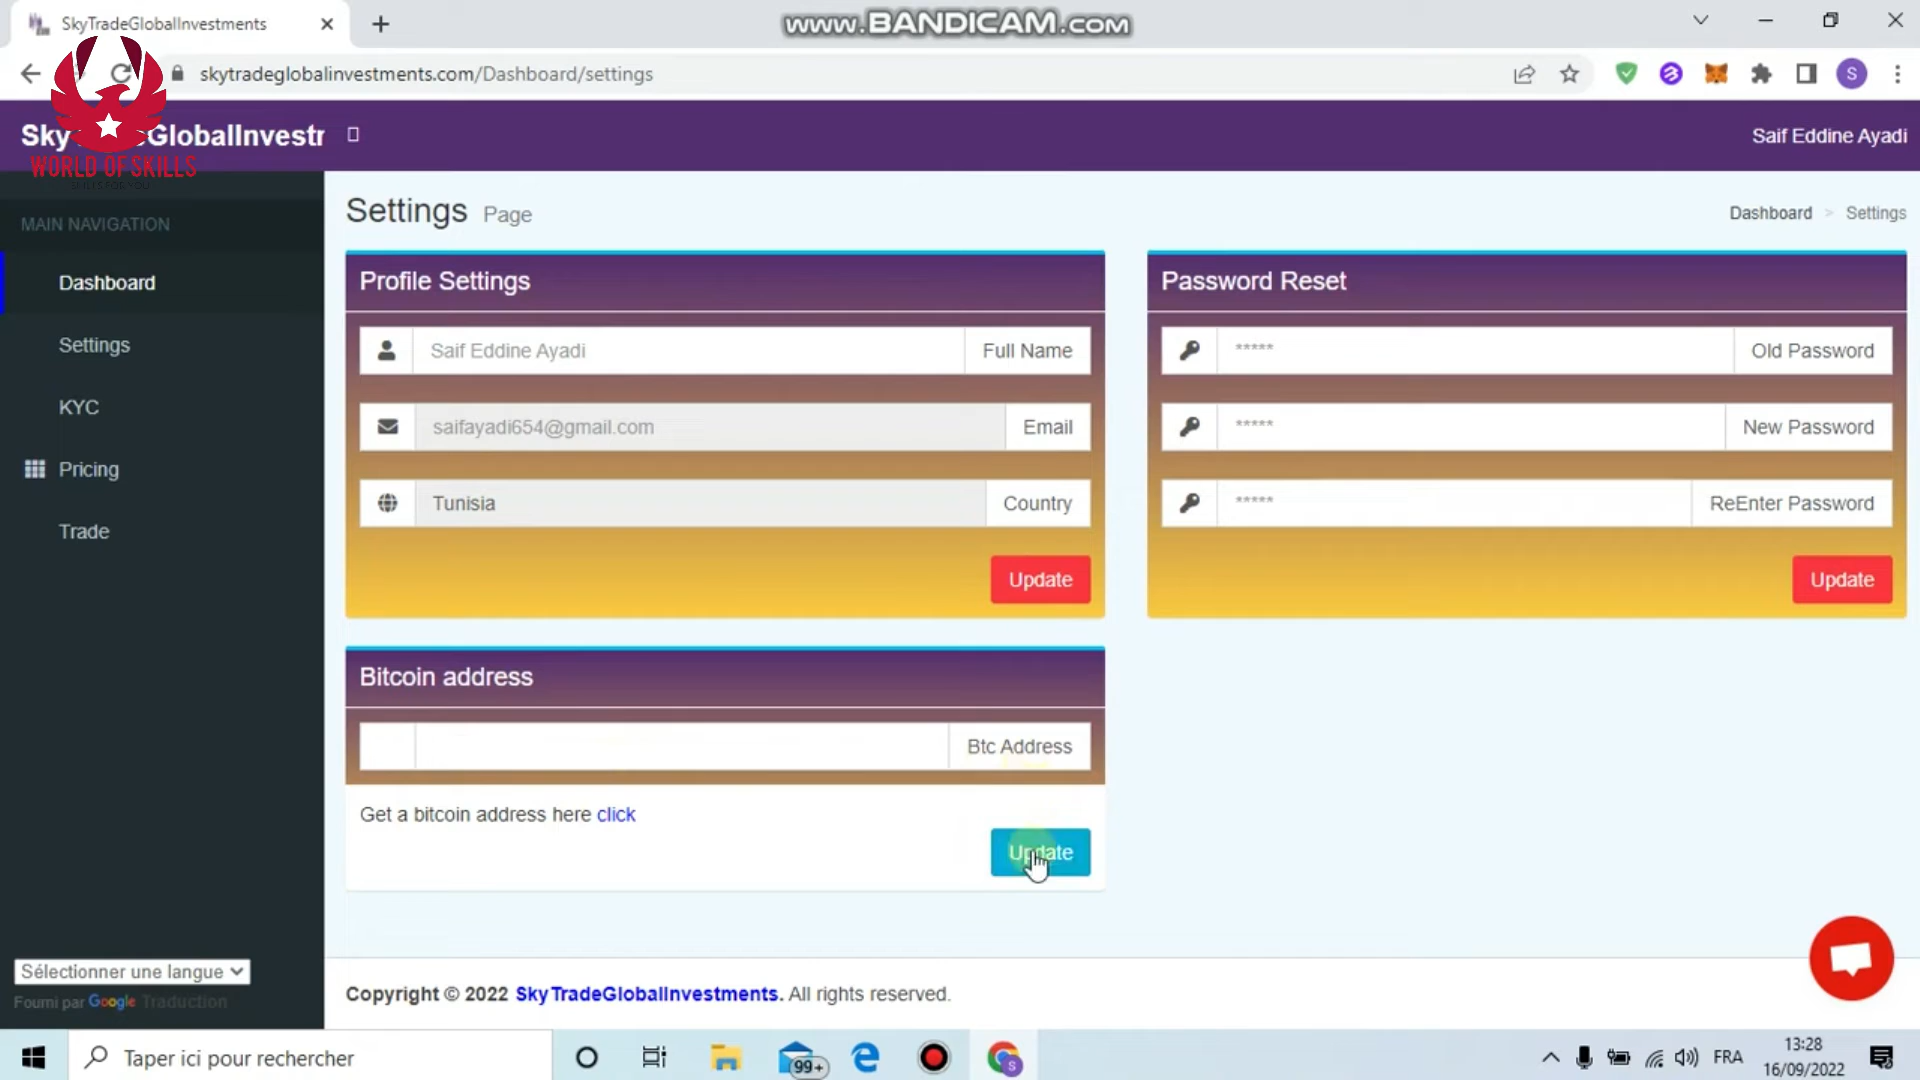 SkyTradeGlobalInvestments
www.BANDICAM.com
skytradeglobalinvestments.com/Dashboard/settings
S
WORLD OF SKILLS
Saif Eddine Ayadi
MAIN NAVIGATION
Dashboard
Settings
KYC
Pricing
Trade
Settings Page
Dashboard > Settings
Profile Settings
Saif Eddine Ayadi Full Name
saifayadi654@gmail.com Email
Tunisia Country
Update
Password Reset
***** Old Password
***** New Password
***** ReEnter Password
Update
Bitcoin address
Btc Address
Get a bitcoin address here click
Update
Sélectionner une langue
Fourni par Google Traduction
Copyright © 2022 SkyTradeGlobalInvestments. All rights reserved.
Taper ici pour rechercher
99+
S
FRA
13:28
16/09/2022